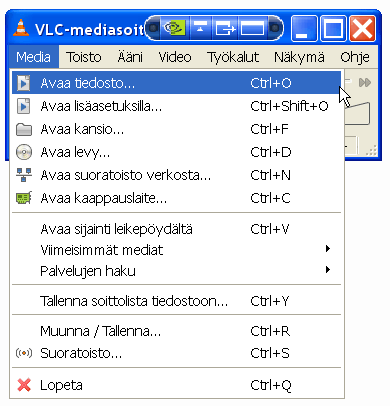 VLC-mediasoit
Media Toisto Ääni Video Työkalut Näkymä Ohje
Avaa tiedosto... Ctrl+O
Avaa lisäasetuksilla... Ctrl+Shift+O
Avaa kansio... Ctrl+F
Avaa levy... Ctrl+D
Avaa suoratoisto verkosta... Ctrl+N
Avaa kaappauslaite... Ctrl+C
Avaa sijainti leikepöydältä Ctrl+V
Viimeisimmät mediat
Palvelujen haku
Tallenna soittolista tiedostoon... Ctrl+Y
Muunna / Tallenna... Ctrl+R
Suoratoisto... Ctrl+S
Lopeta Ctrl+Q